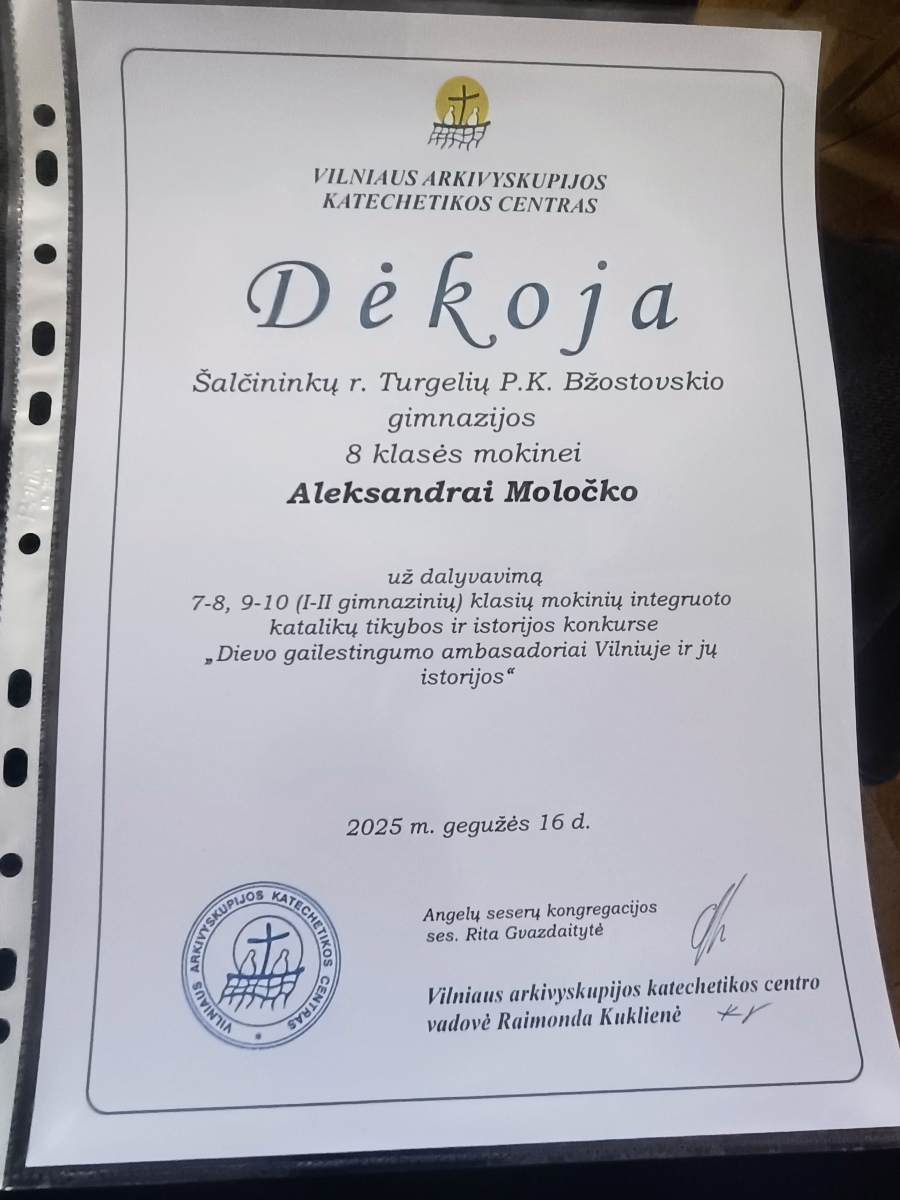 VILNIAUS ARKIVYSKUPIJOS
KATECHETIKOS CENTRAS
Dėkoja
Šalčininkų r. Turgelių P.K. Bžostovskio
gimnazijos
8 klasės mokinei
Aleksandrai Moločko
už dalyvavimą
7-8, 9-10 (I-II gimnazinių) klasių mokinių integruoto
katalikų tikybos ir istorijos konkurse
„Dievo gailestingumo ambasadoriai Vilniuje ir jų
istorijos“
2025 m. gegužės 16 d.
VILNIAUS ARKIVYSKUPIJOS KATECHETIKOS CENTRAS
Angelų seserų kongregacijos
ses. Rita Gvazdaitytė
Vilniaus arkivyskupijos katechetikos centro
vadovė Raimonda Kuklienė